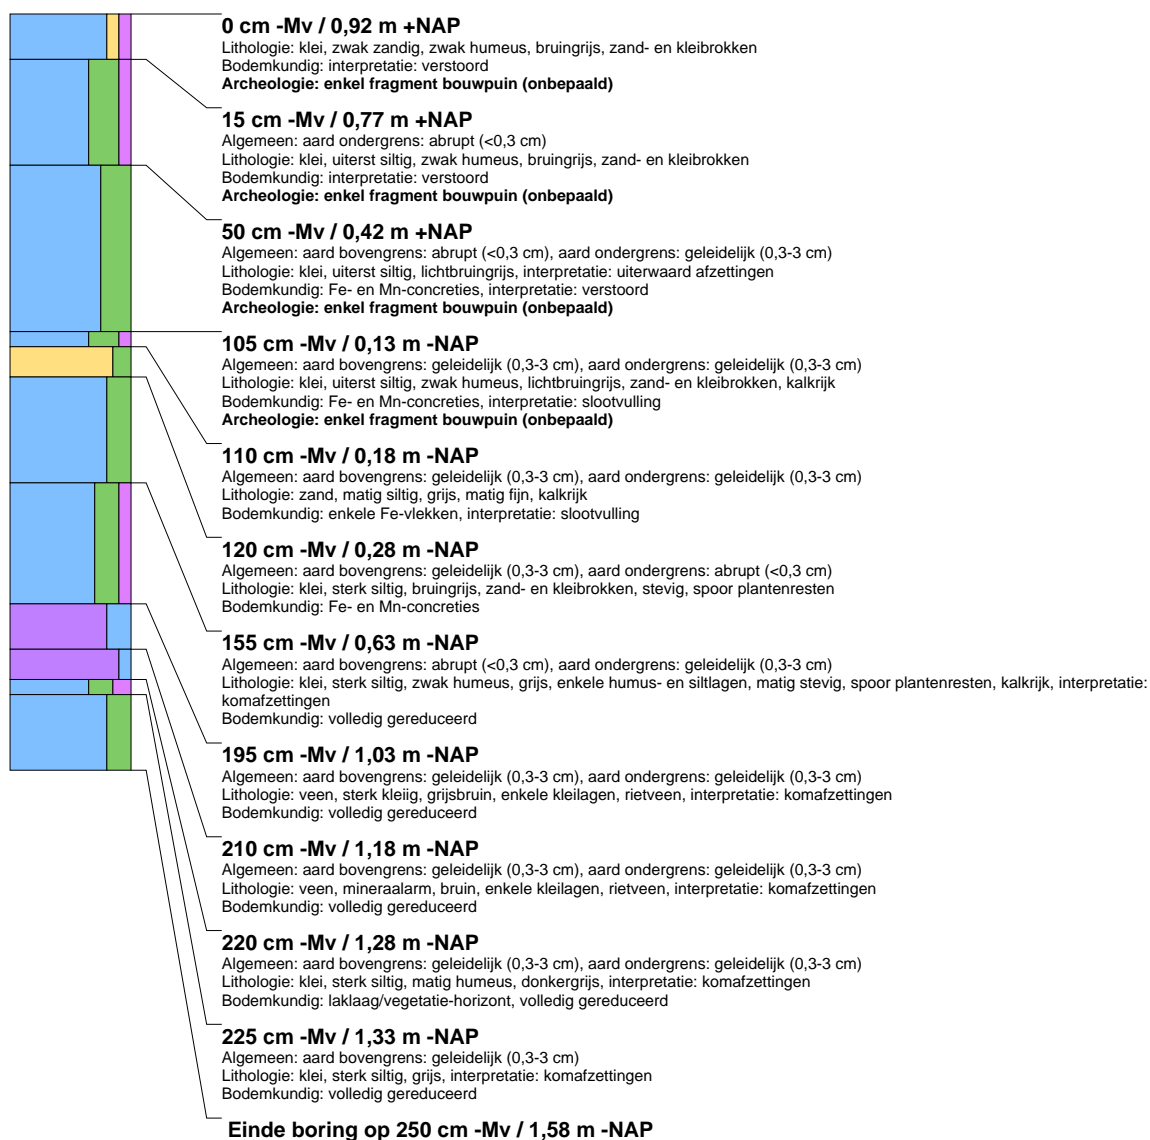 0 cm -Mv / 0,92 m +NAP
Lithologie: klei, zwak zandig, zwak humeus, bruingrijs, zand- en kleibrokken
Bodemkundig: interpretatie: verstoord
Archeologie: enkel fragment bouwpuin (onbepaald)
15 cm -Mv / 0,77 m +NAP
Algemeen: aard ondergrens: abrupt (<0,3 cm)
Lithologie: klei, uiterst siltig, zwak humeus, bruingrijs, zand- en kleibrokken
Bodemkundig: interpretatie: verstoord
Archeologie: enkel fragment bouwpuin (onbepaald)
50 cm -Mv / 0,42 m +NAP
Algemeen: aard bovengrens: abrupt (<0,3 cm), aard ondergrens: geleidelijk (0,3-3 cm)
Lithologie: klei, uiterst siltig, lichtbruingrijs, interpretatie: uiterwaard afzettingen
Bodemkundig: Fe- en Mn-concreties, interpretatie: verstoord
Archeologie: enkel fragment bouwpuin (onbepaald)
105 cm -Mv / 0,13 m -NAP
Algemeen: aard bovengrens: geleidelijk (0,3-3 cm), aard ondergrens: geleidelijk (0,3-3 cm)
Lithologie: klei, uiterst siltig, zwak humeus, lichtbruingrijs, zand- en kleibrokken, kalkrijk
Bodemkundig: Fe- en Mn-concreties, interpretatie: slootvulling
Archeologie: enkel fragment bouwpuin (onbepaald)
110 cm -Mv / 0,18 m -NAP
Algemeen: aard bovengrens: geleidelijk (0,3-3 cm), aard ondergrens: geleidelijk (0,3-3 cm)
Lithologie: zand, matig siltig, grijs, matig fijn, kalkrijk
Bodemkundig: enkele Fe-vlekken, interpretatie: slootvulling
120 cm -Mv / 0,28 m -NAP
Algemeen: aard bovengrens: geleidelijk (0,3-3 cm), aard ondergrens: abrupt (<0,3 cm)
Lithologie: klei, sterk siltig, bruingrijs, zand- en kleibrokken, stevig, spoor plantenresten
Bodemkundig: Fe- en Mn-concreties
155 cm -Mv / 0,63 m -NAP
Algemeen: aard bovengrens: abrupt (<0,3 cm), aard ondergrens: geleidelijk (0,3-3 cm)
Lithologie: klei, sterk siltig, zwak humeus, grijs, enkele humus- en siltlagen, matig stevig, spoor plantenresten, kalkrijk, interpretatie:
komafzettingen
Bodemkundig: volledig gereduceerd
195 cm -Mv / 1,03 m -NAP
Algemeen: aard bovengrens: geleidelijk (0,3-3 cm), aard ondergrens: geleidelijk (0,3-3 cm)
Lithologie: veen, sterk kleiig, grijsbruin, enkele kleilagen, rietveen, interpretatie: komafzettingen
Bodemkundig: volledig gereduceerd
210 cm -Mv / 1,18 m -NAP
Algemeen: aard bovengrens: geleidelijk (0,3-3 cm), aard ondergrens: geleidelijk (0,3-3 cm)
Lithologie: veen, mineraalarm, bruin, enkele kleilagen, rietveen, interpretatie: komafzettingen
Bodemkundig: volledig gereduceerd
220 cm -Mv / 1,28 m -NAP
Algemeen: aard bovengrens: geleidelijk (0,3-3 cm), aard ondergrens: geleidelijk (0,3-3 cm)
Lithologie: klei, sterk siltig, matig humeus, donkergrijs, interpretatie: komafzettingen
Bodemkundig: laklaag/vegetatie-horizont, volledig gereduceerd
225 cm -Mv / 1,33 m -NAP
Algemeen: aard bovengrens: geleidelijk (0,3-3 cm)
Lithologie: klei, sterk siltig, grijs, interpretatie: komafzettingen
Bodemkundig: volledig gereduceerd
Einde boring op 250 cm -Mv / 1,58 m -NAP